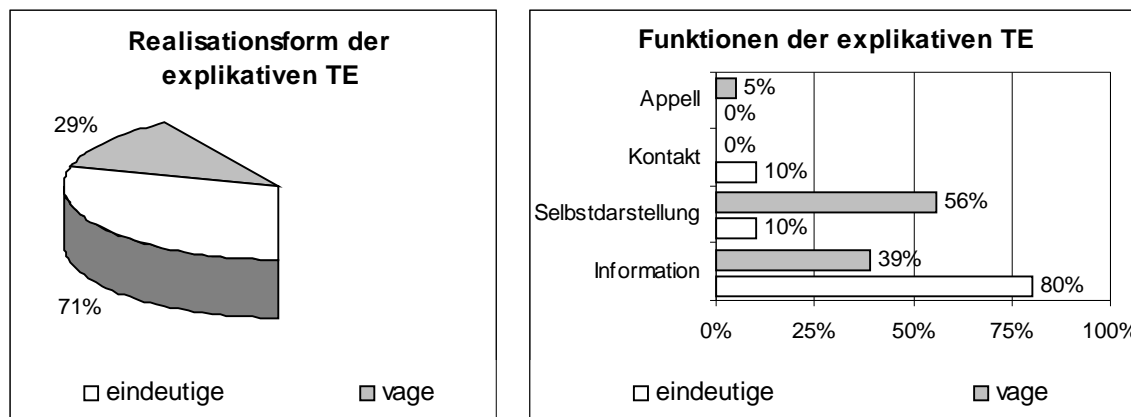 Realisationsform der
explikativen TE
29%
71%
eindeutige
vage
Funktionen der explikativen TE
Appell
5%
0%
Kontakt
0%
10%
Selbstdarstellung
56%
10%
Information
39%
80%
0% 25% 50% 75% 100%
eindeutige
vage